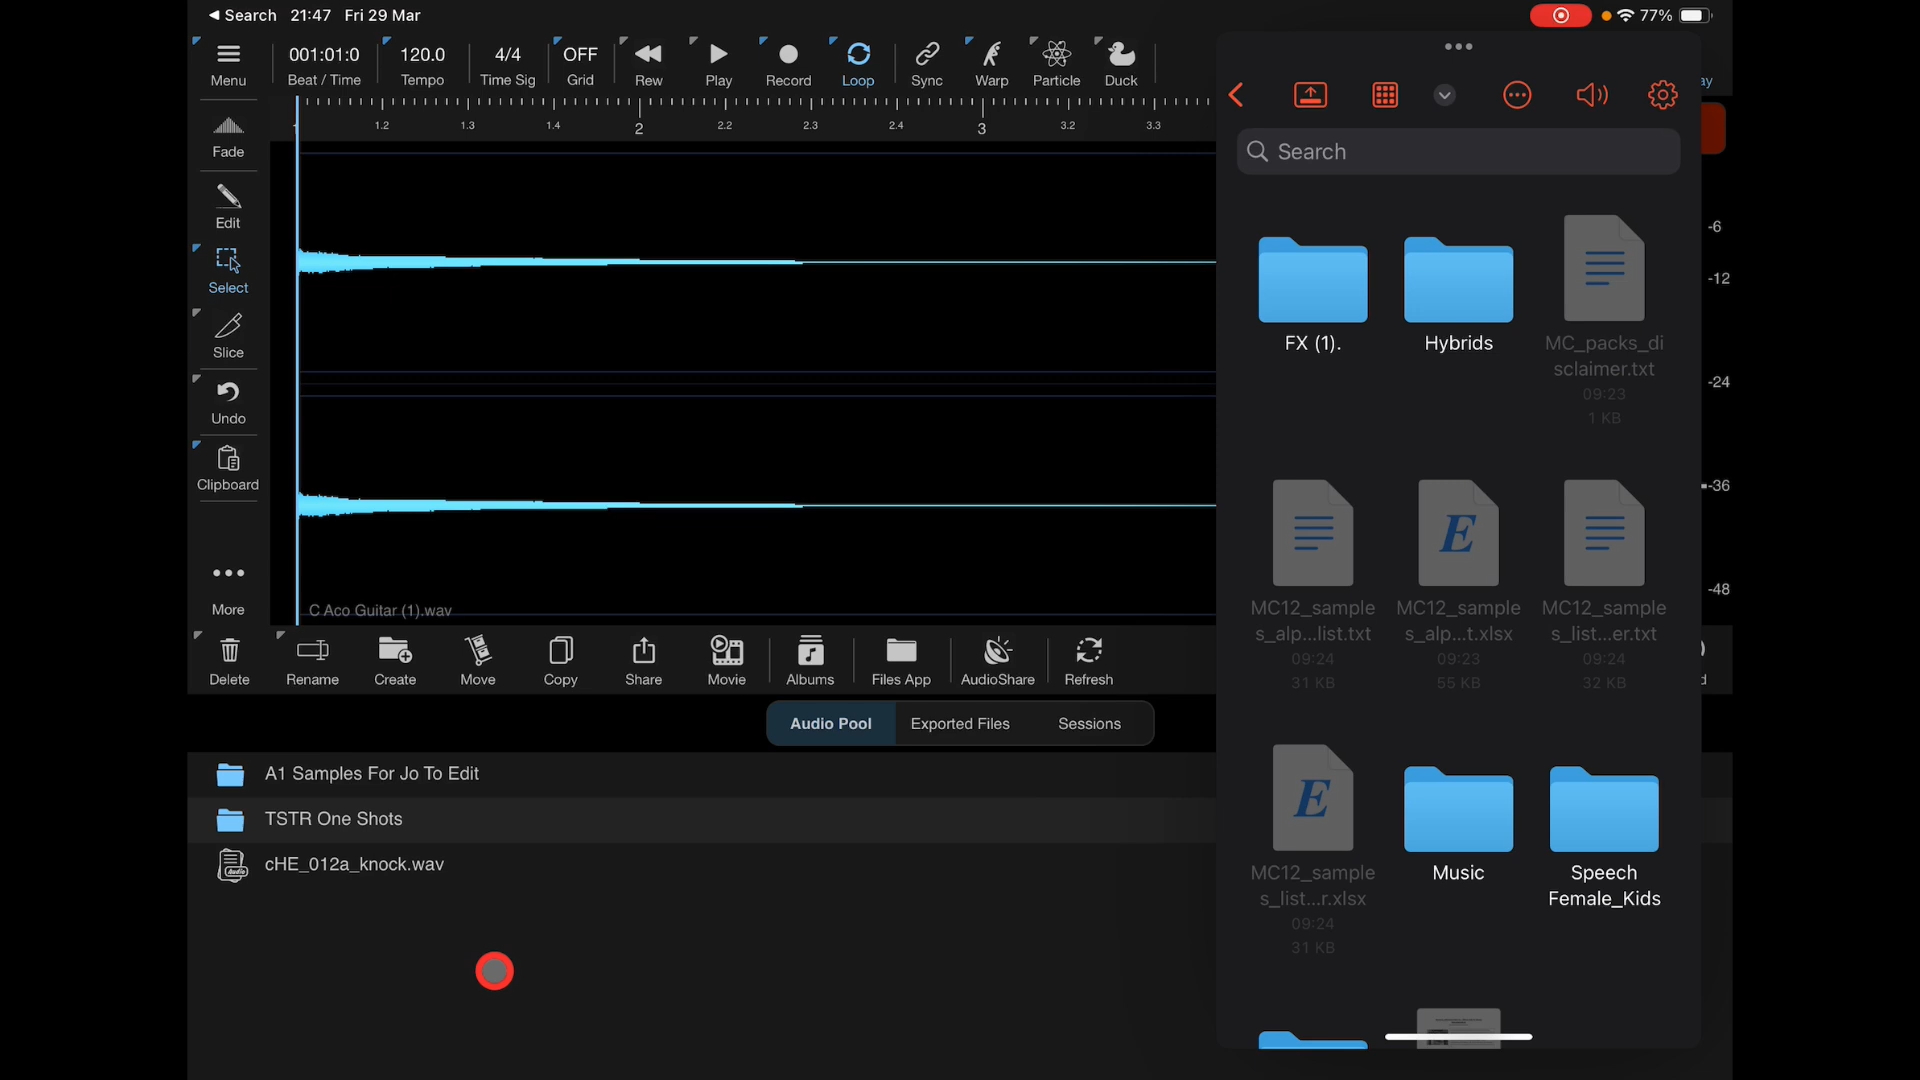 Search 21:47 Fri 29 Mar
77%
001:01:0 120.0 4/4 OFF
Menu Beat / Time Tempo Time Sig Grid Rew Play Record Loop Sync Warp Particle Duck
ay
1.2 1.3 1.4 2 2.2 2.3 2.4 3 3.2 3.3
Fade
Edit
Select
Slice
Undo
Clipboard
More
C Aco Guitar (1).wav
-6
-12
-24
-36
-48
Delete Rename Create Move Copy Share Movie Albums Files App AudioShare Refresh
Audio Pool Exported Files Sessions
A1 Samples For Jo To Edit
TSTR One Shots
cHE_012a_knock.wav
Search
FX (1).
Hybrids
MC_packs_di
sclaimer.txt
09:23
1 KB
MC12_sample
s_alp...list.txt
09:24
31 KB
E
MC12_sample
s_alp...t.xlsx
09:23
55 KB
MC12_sample
s_list...er.txt
09:24
32 KB
E
MC12_sample
s_list...r.xlsx
09:24
31 KB
Music
Speech
Female_Kids